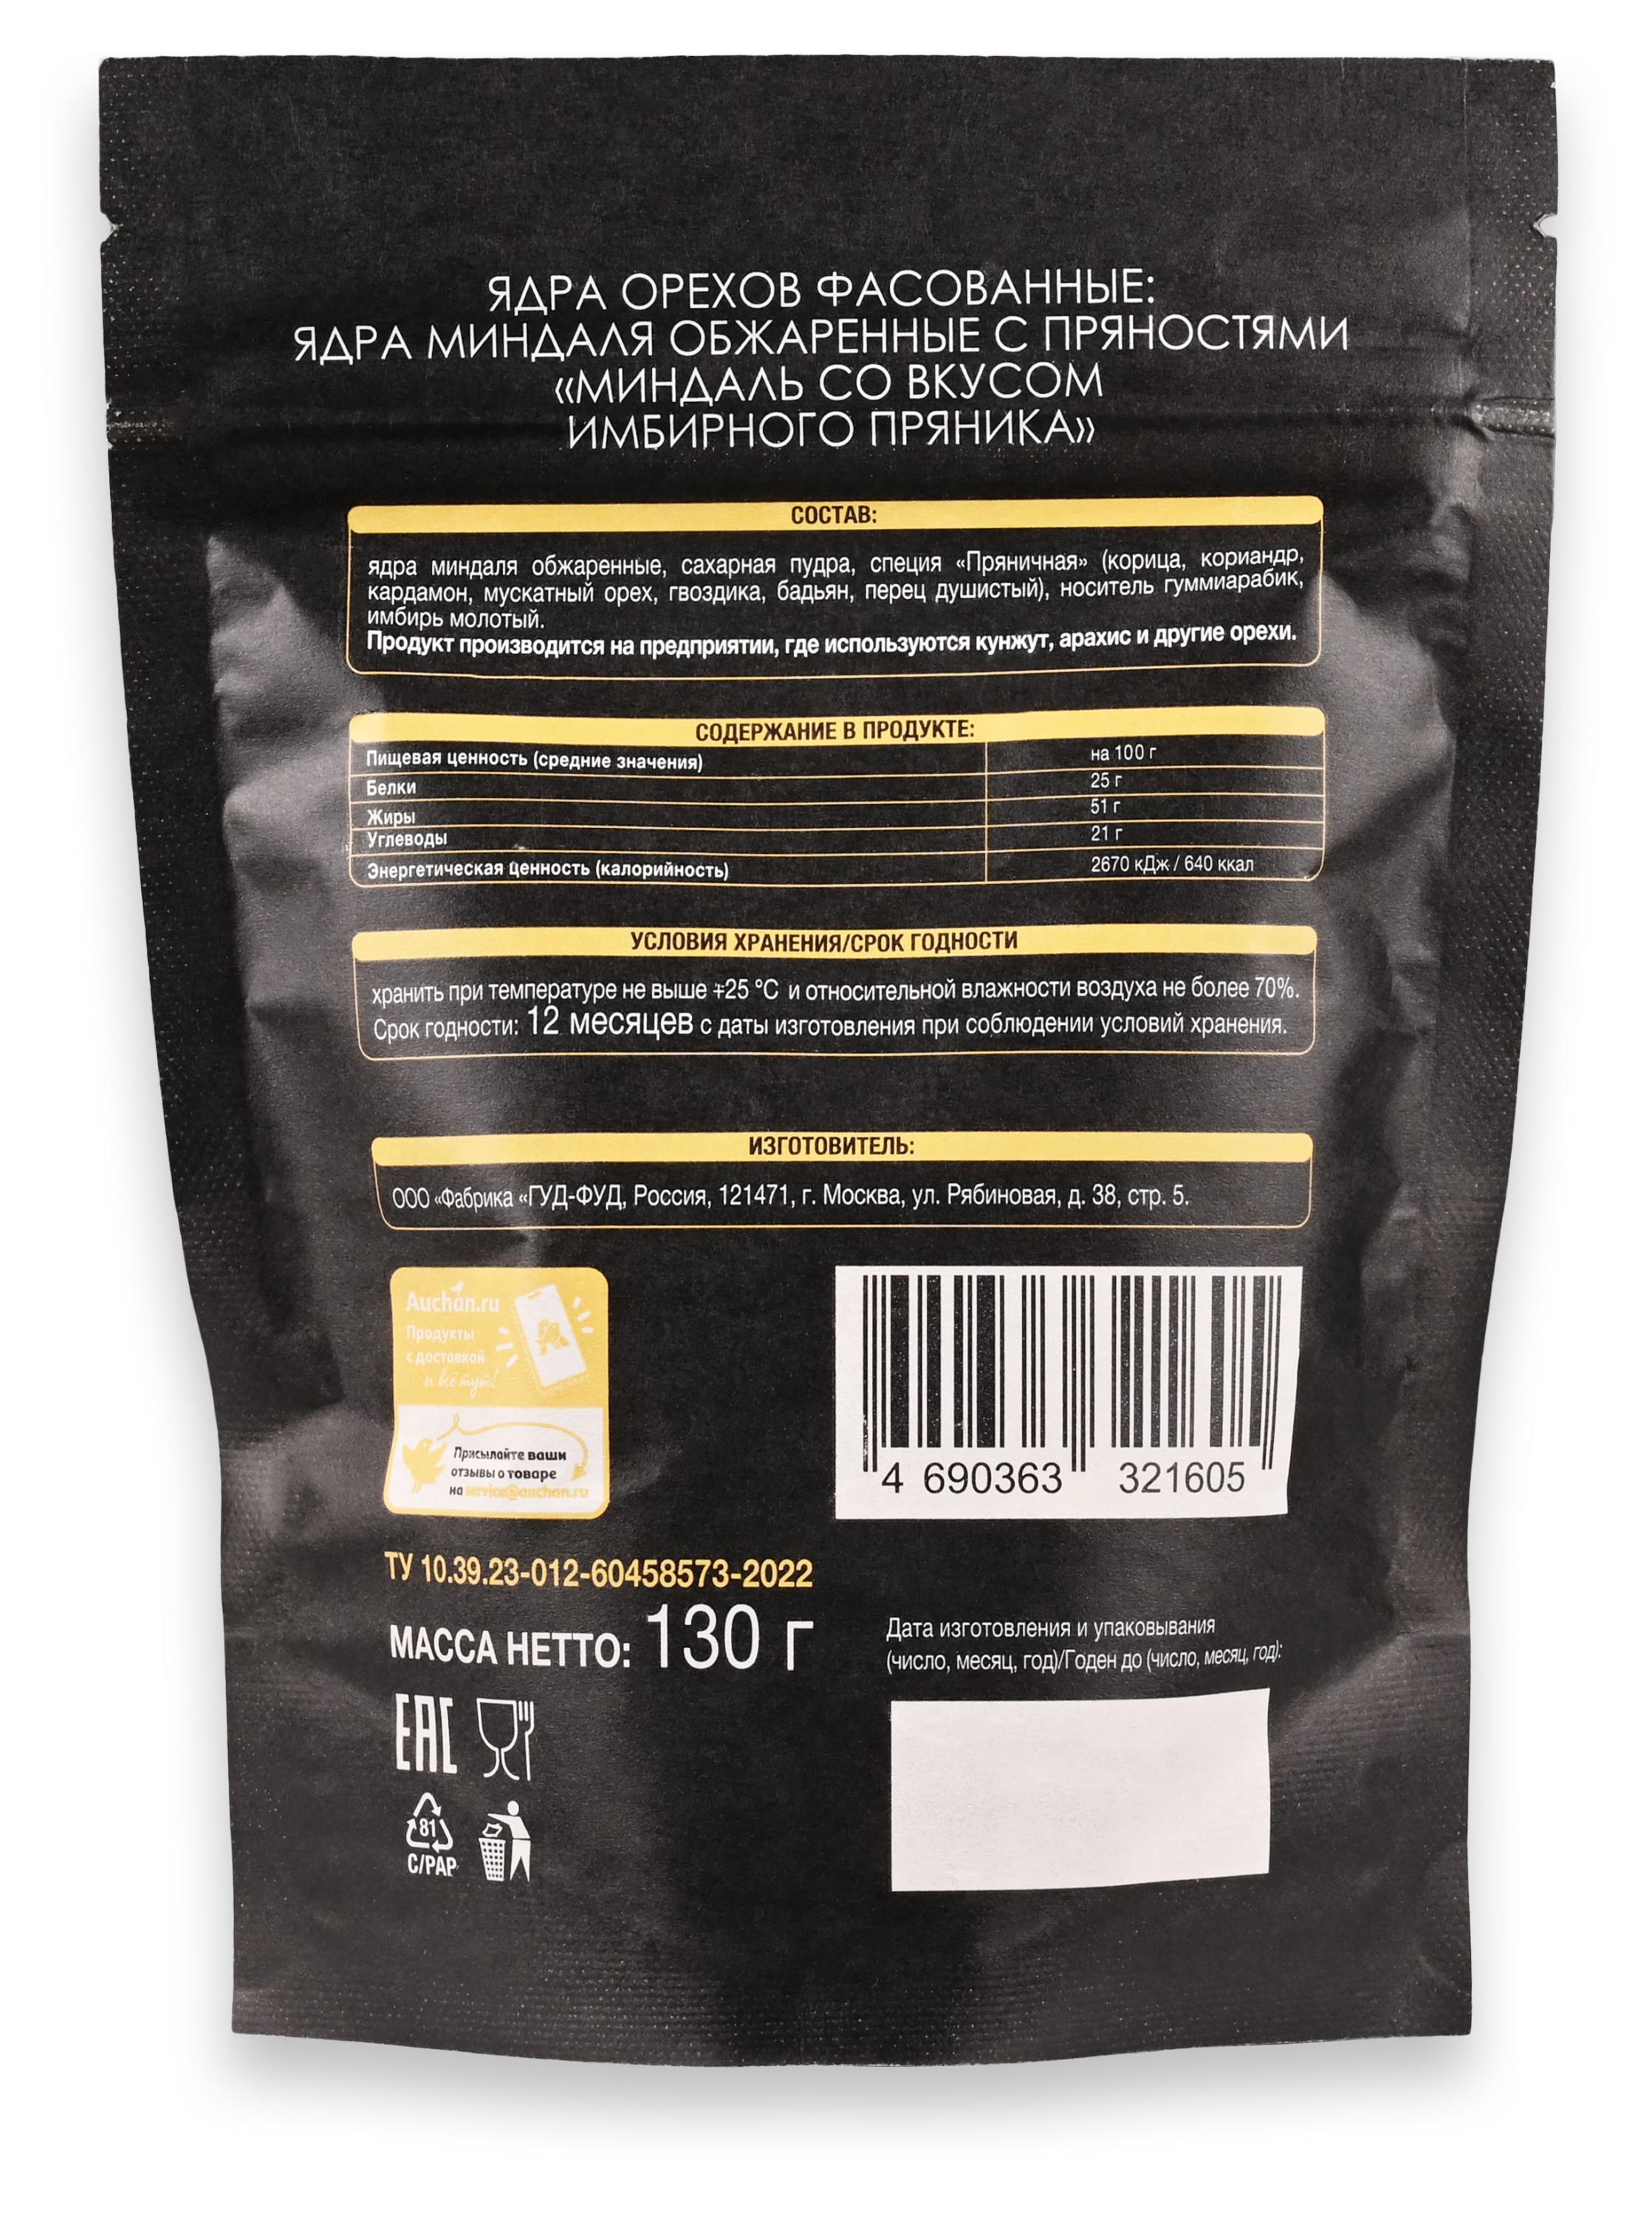 ЯДРА ОРЕХОВ ФАСОВАННЫЕ:
ЯДРА МИНДАЛЯ ОБЖАРЕННЫЕ С ПРЯНОСТЯМИ
«МИНДАЛЬ СО ВКУСОМ
ИМБИРНОГО ПРЯНИКА»
СОСТАВ:
ядра миндаля обжаренные, сахарная пудра, специя «Пряничная» (корица, кориандр,
кардамон, мускатный орех, гвоздика, бадьян, перец душистый), носитель гуммиарабик,
имбирь молотый.
Продукт производится на предприятии, где используются кунжут, арахис и другие орехи.
СОДЕРЖАНИЕ В ПРОДУКТЕ:
Пищевая ценность (средние значения) на 100 г
Белки 25 г
Жиры 51 г
Углеводы 21 г
Энергетическая ценность (калорийность) 2670 кДж / 640 ккал
УСЛОВИЯ ХРАНЕНИЯ/СРОК ГОДНОСТИ
хранить при температуре не выше +25 °С и относительной влажности воздуха не более 70%.
Срок годности: 12 месяцев с даты изготовления при соблюдении условий хранения.
ИЗГОТОВИТЕЛЬ:
ООО «Фабрика «ГУД-ФУД, Россия, 121471, г. Москва, ул. Рябиновая, д. 38, стр. 5.
Auchan.ru
Продукты
с доставкой
и всё тут!
Присылайте ваши
отзывы о товаре
на service@auchan.ru
4 690363 321605
ТУ 10.39.23-012-60458573-2022
МАССА НЕТТО: 130 г
Дата изготовления и упаковывания
(число, месяц, год)/Годен до (число, месяц, год):
EAC
81
C/PAP